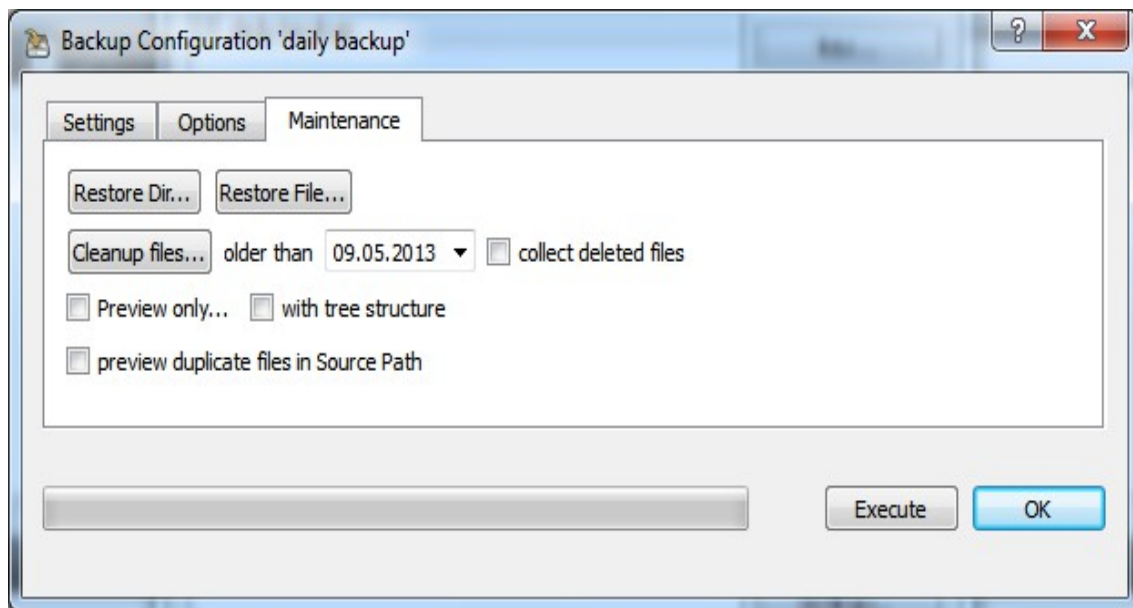 Backup Configuration 'daily backup'
? X
Settings Options Maintenance
Restore Dir... Restore File...
Cleanup files... older than 09.05.2013 collect deleted files
Preview only... with tree structure
preview duplicate files in Source Path
Execute OK